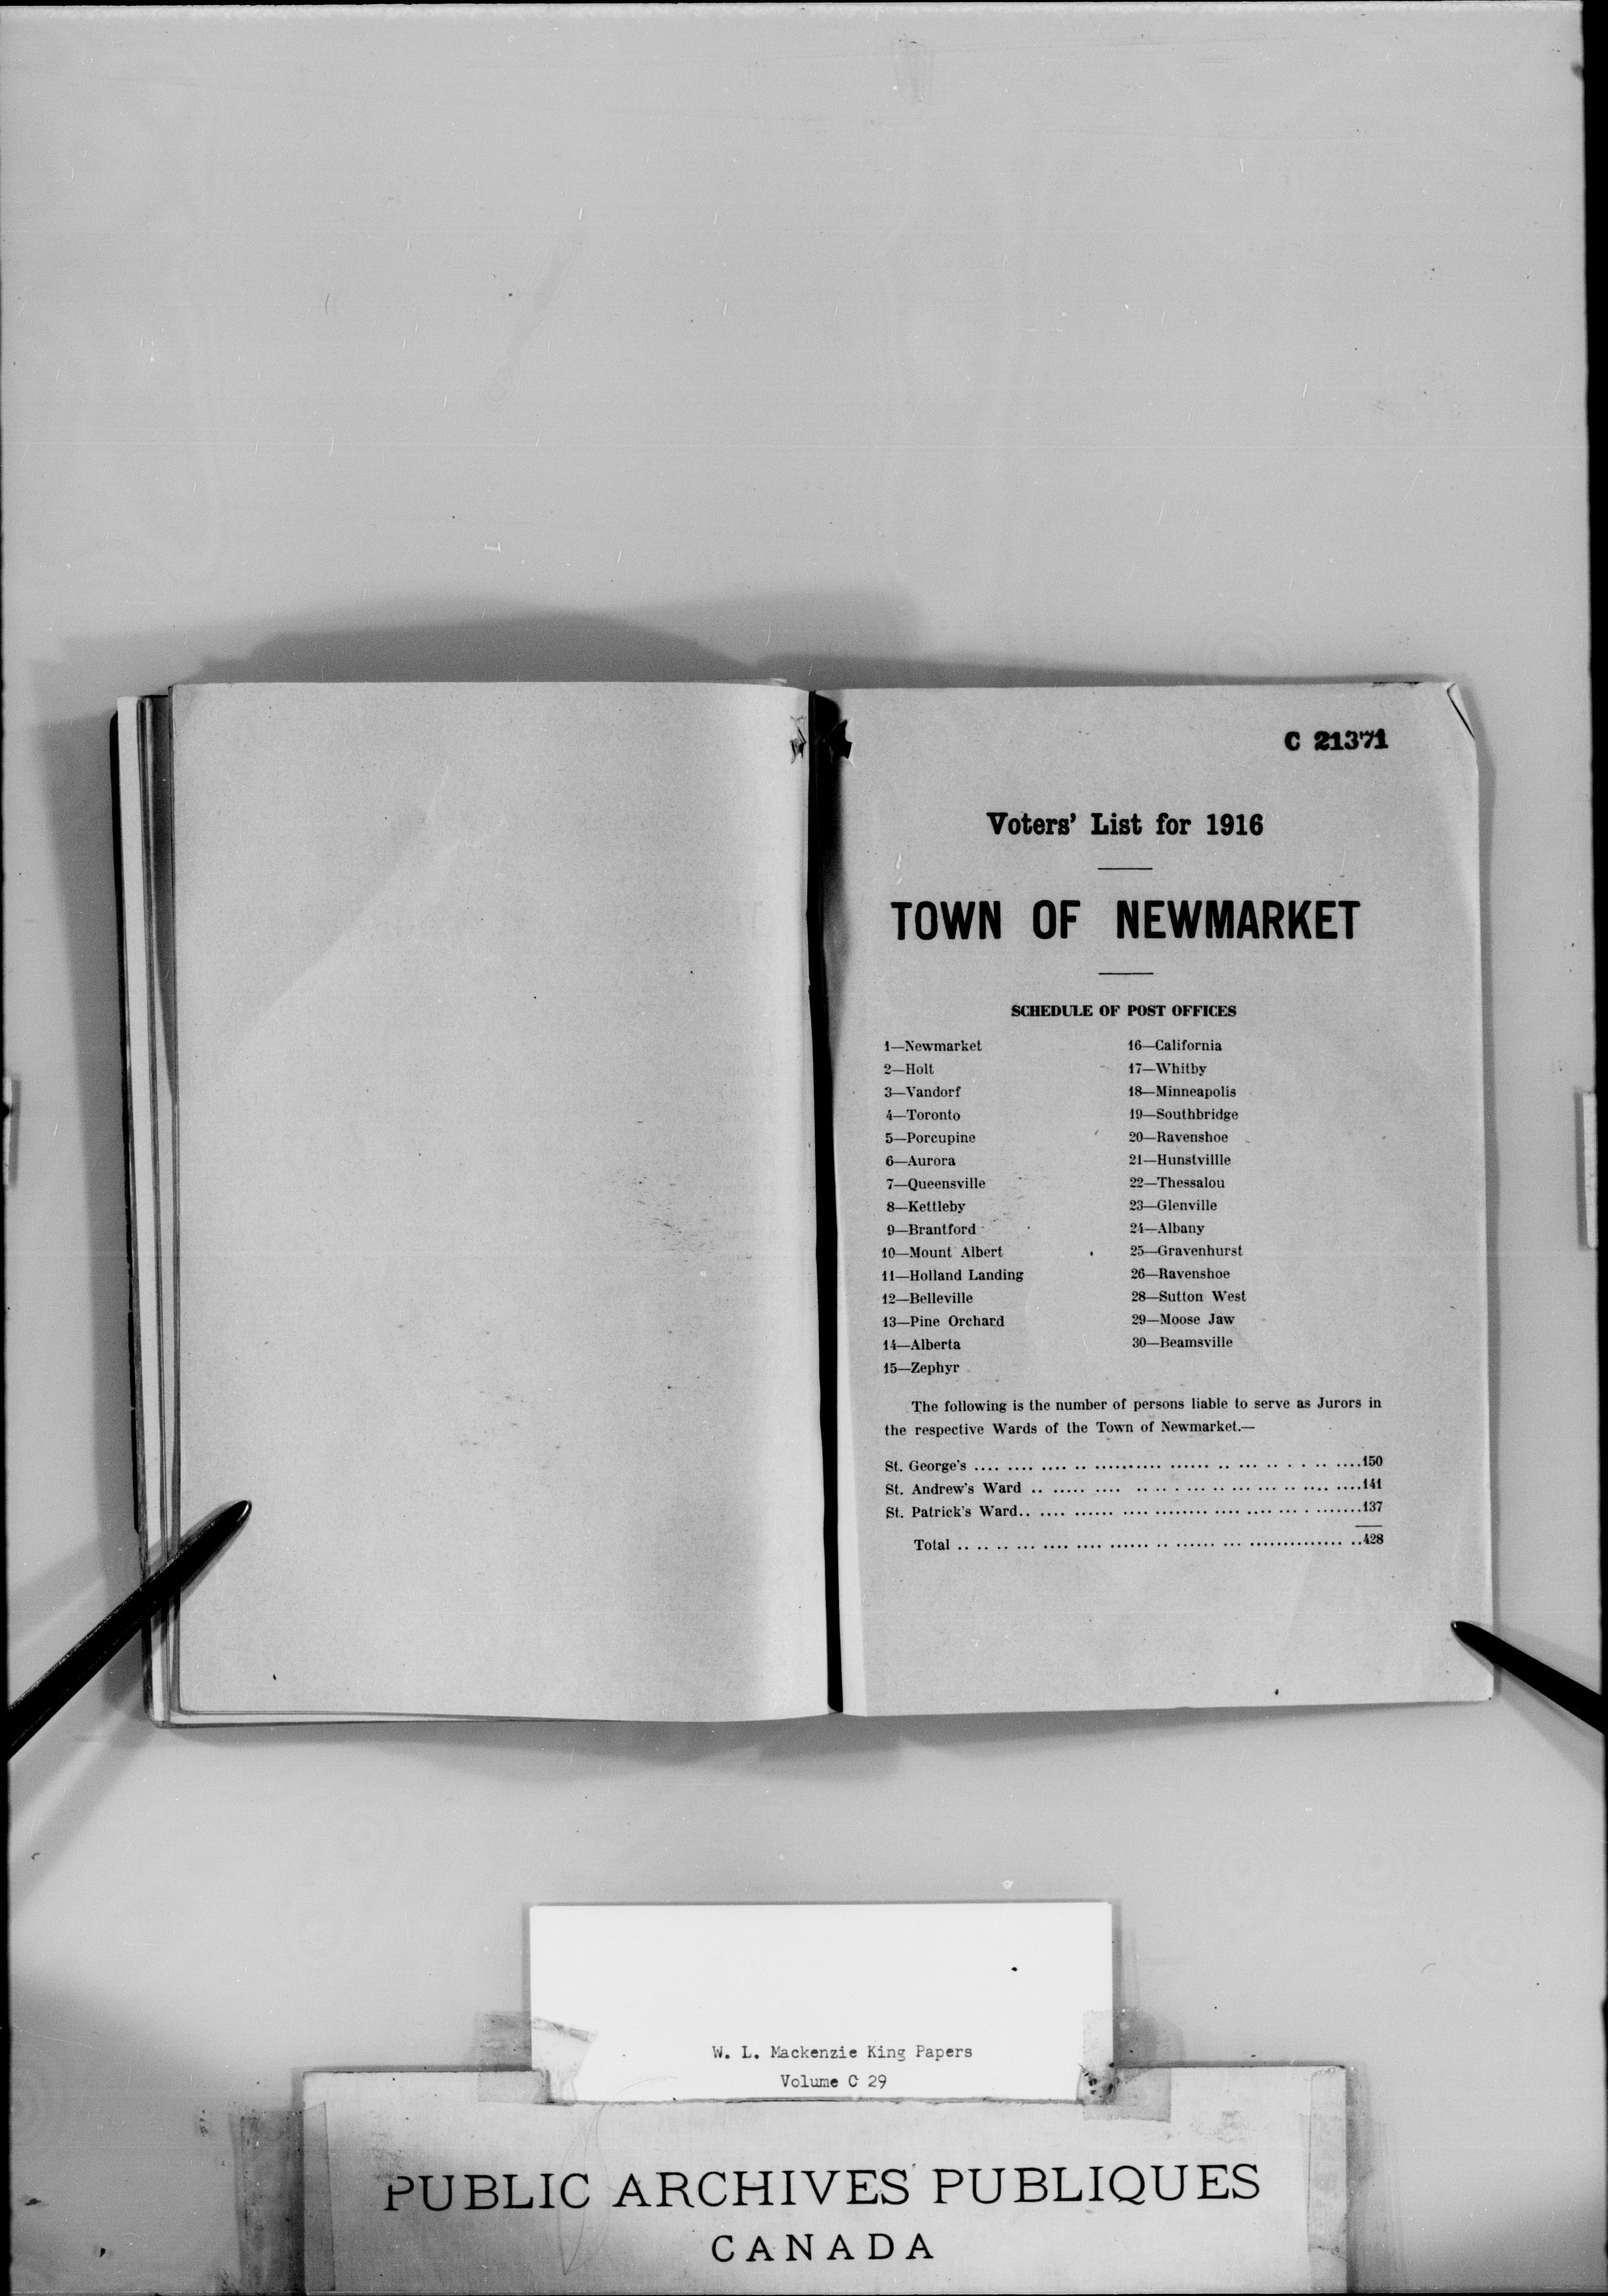 C 21371
Voters' List for 1916
TOWN OF NEWMARKET
SCHEDULE OF POST OFFICES
1—Newmarket
2—Holt
3—Vandorf
4—Toronto
5—Porcupine
6—Aurora
7—Queensville
8—Kettleby
9—Brantford
10—Mount Albert
11—Holland Landing
12—Belleville
13—Pine Orchard
14—Alberta
15—Zephyr
16—California
17—Whitby
18—Minneapolis
19—Southbridge
20—Ravenshoe
21—Hunstvillle
22—Thessalou
23—Glenville
24—Albany
25—Gravenhurst
26—Ravenshoe
28—Sutton West
29—Moose Jaw
30—Beamsville
The following is the number of persons liable to serve as Jurors in
the respective Wards of the Town of Newmarket.—
St. George's .... .... .... .. .......... ...... .. ... .. . . .. ....150
St. Andrew's Ward .. ..... .... .. .. . ... .. ... ... .. .... ....141
St. Patrick's Ward.. .... ...... .... ........ .... .... ... . .......137
Total .. .. .. ... .... .... ...... .. ...... ... .............. ..428
W. L. Mackenzie King Papers
Volume C 29
PUBLIC ARCHIVES PUBLIQUES
CANADA